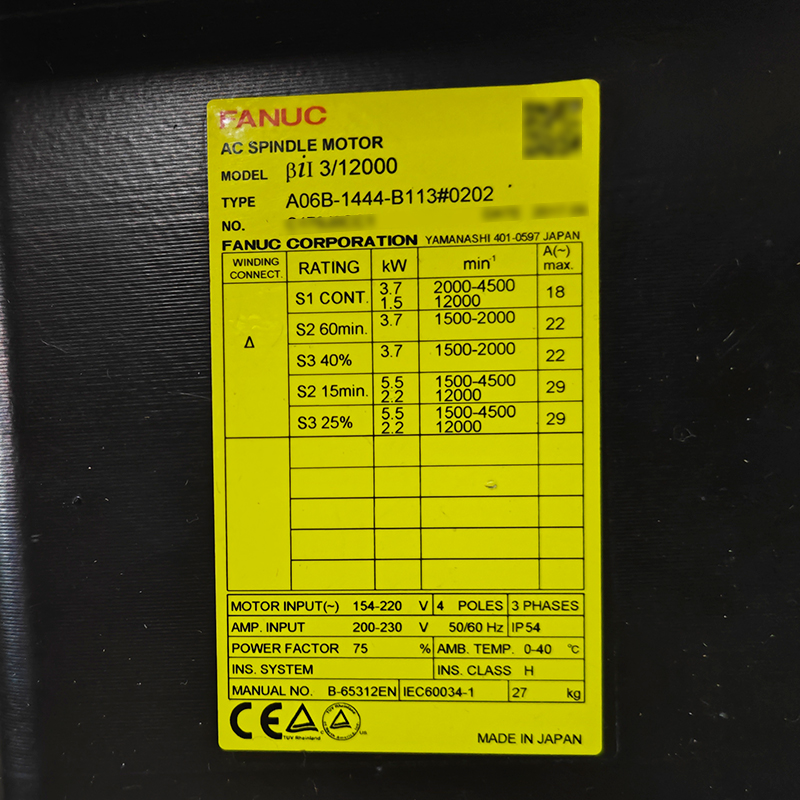 FANUC
AC SPINDLE MOTOR
MODEL βiI 3/12000
TYPE A06B-1444-B113#0202
NO.
FANUC CORPORATION YAMANASHI 401-0597 JAPAN
WINDING CONNECT. RATING kW min-1 A(~) max.
Δ
S1 CONT. 3.7 2000-4500 18
1.5 12000
S2 60min. 3.7 1500-2000 22
S3 40% 3.7 1500-2000 22
S2 15min. 5.5 1500-4500 29
2.2 12000
S3 25% 5.5 1500-4500 29
2.2 12000
MOTOR INPUT(~) 154-220 V 4 POLES 3 PHASES
AMP. INPUT 200-230 V 50/60 Hz IP54
POWER FACTOR 75 % AMB. TEMP. 0-40 ℃
INS. SYSTEM INS. CLASS H
MANUAL NO. B-65312EN IEC60034-1 27 kg
CE
TUV Rheinland
C US
MADE IN JAPAN